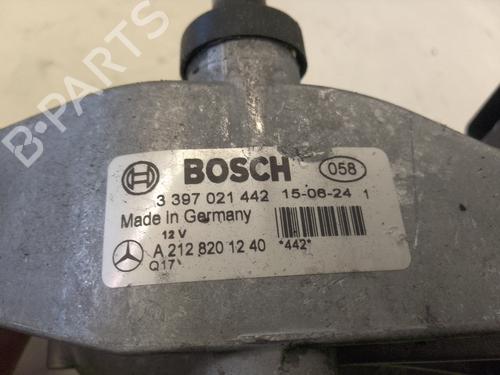 B-PARTS
BOSCH 058
3 397 021 442 15-06-24 1
Made in Germany
12 V
A 212 820 12 40 *442*
Q17